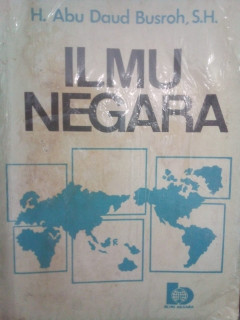 H. Abu Daud Busroh, S.H.
ILMU
NEGARA